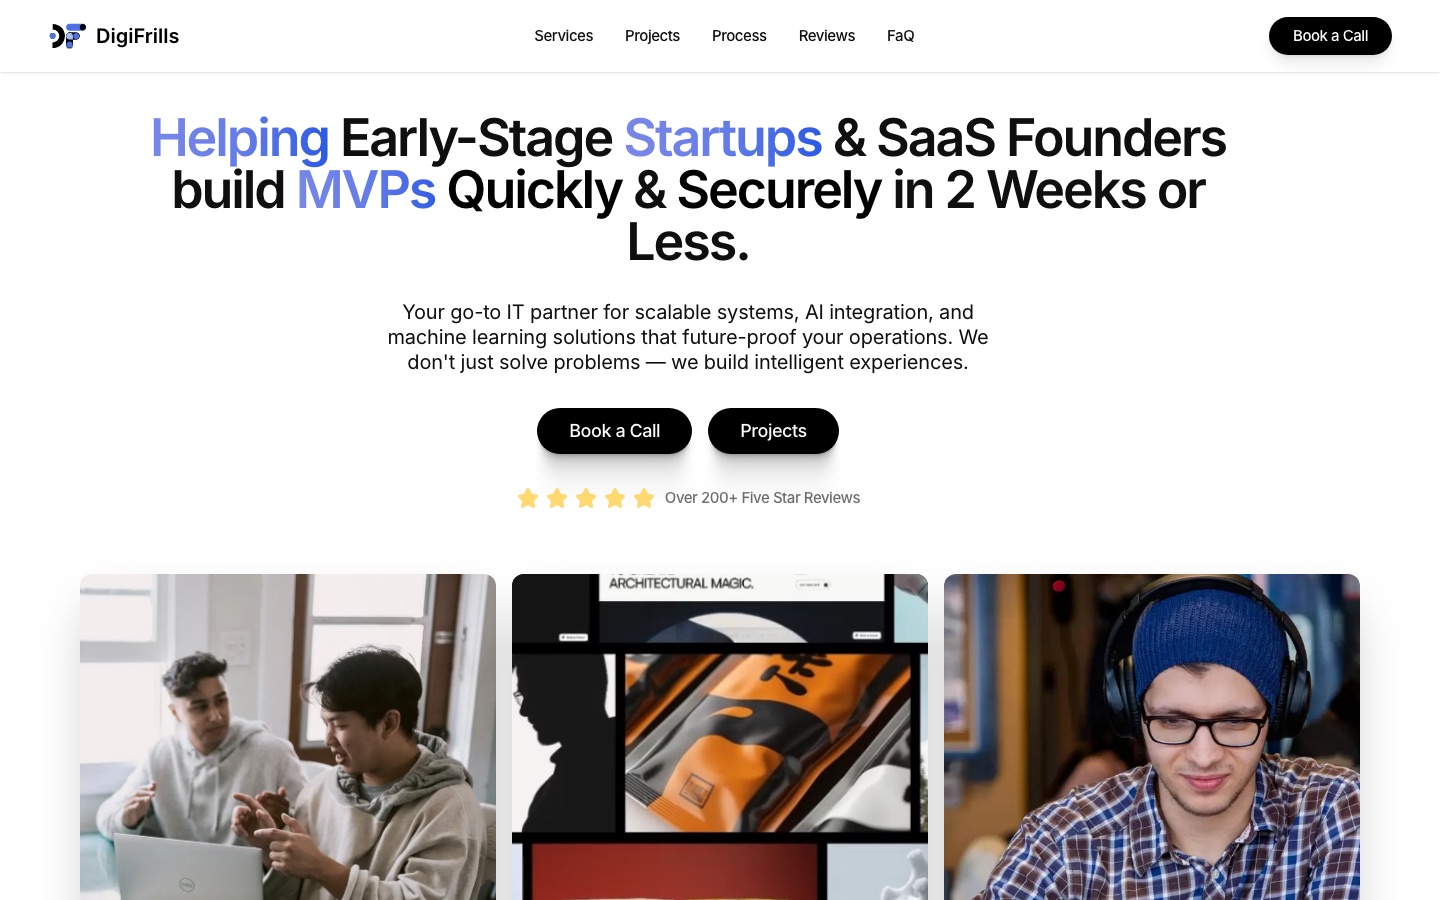 DigiFrills
Services
Projects
Process
Reviews
FaQ
Book a Call
Helping Early-Stage Startups & SaaS Founders
build MVPs Quickly & Securely in 2 Weeks or
Less.
Your go-to IT partner for scalable systems, AI integration, and
machine learning solutions that future-proof your operations. We
don't just solve problems — we build intelligent experiences.
Book a Call
Projects
Over 200+ Five Star Reviews
ARCHITECTURAL MAGIC.
DELL